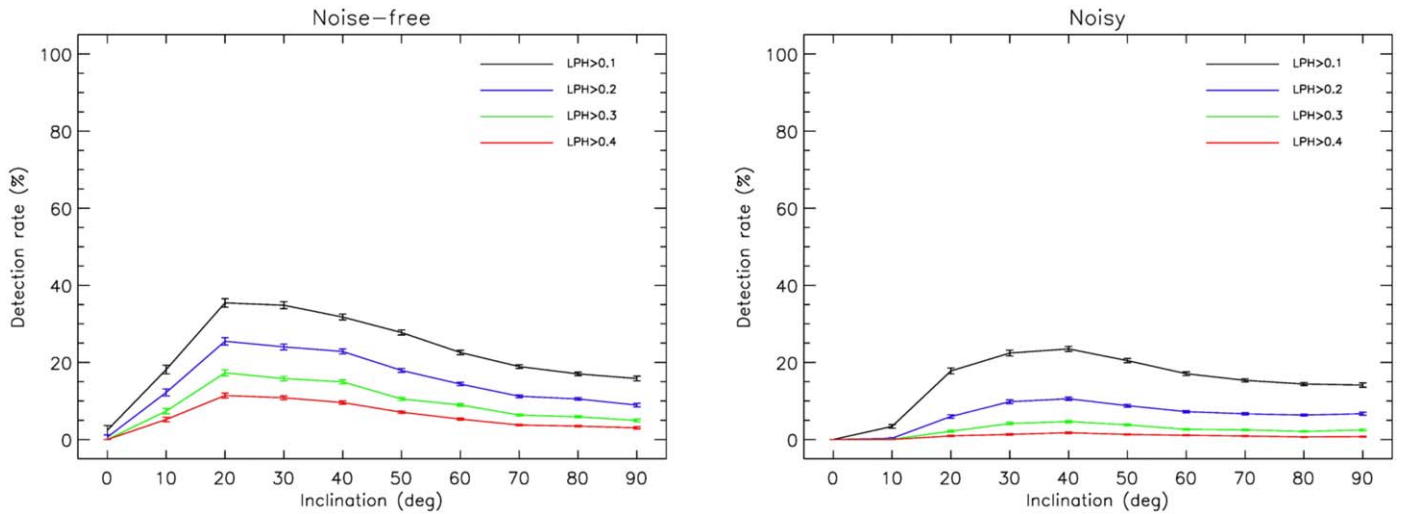 Noise-free
100
80
60
40
20
0
Detection rate (%)
LPH>0.1
LPH>0.2
LPH>0.3
LPH>0.4
0 10 20 30 40 50 60 70 80 90
Inclination (deg)
Noisy
100
80
60
40
20
0
Detection rate (%)
LPH>0.1
LPH>0.2
LPH>0.3
LPH>0.4
0 10 20 30 40 50 60 70 80 90
Inclination (deg)